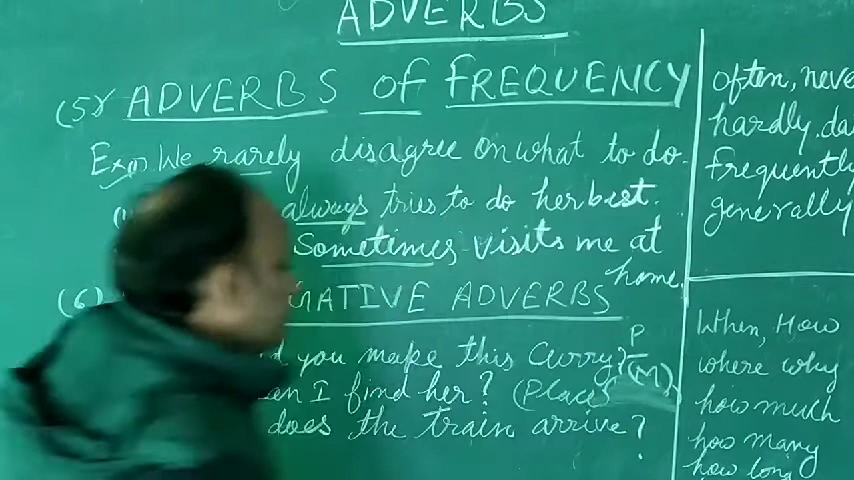 ADVERBS
(5) ADVERBS of FREQUENCY
We rarely disagree on what to do.
always tries to do her best.
Sometimes visits me at
home.
(6) GATIVE ADVERBS
you make this curry?
P
(M)
I find her? (Place
does the train arrive?
often, neve
hardly, da
frequently
generally
When, How
where why
how much
how many
how long